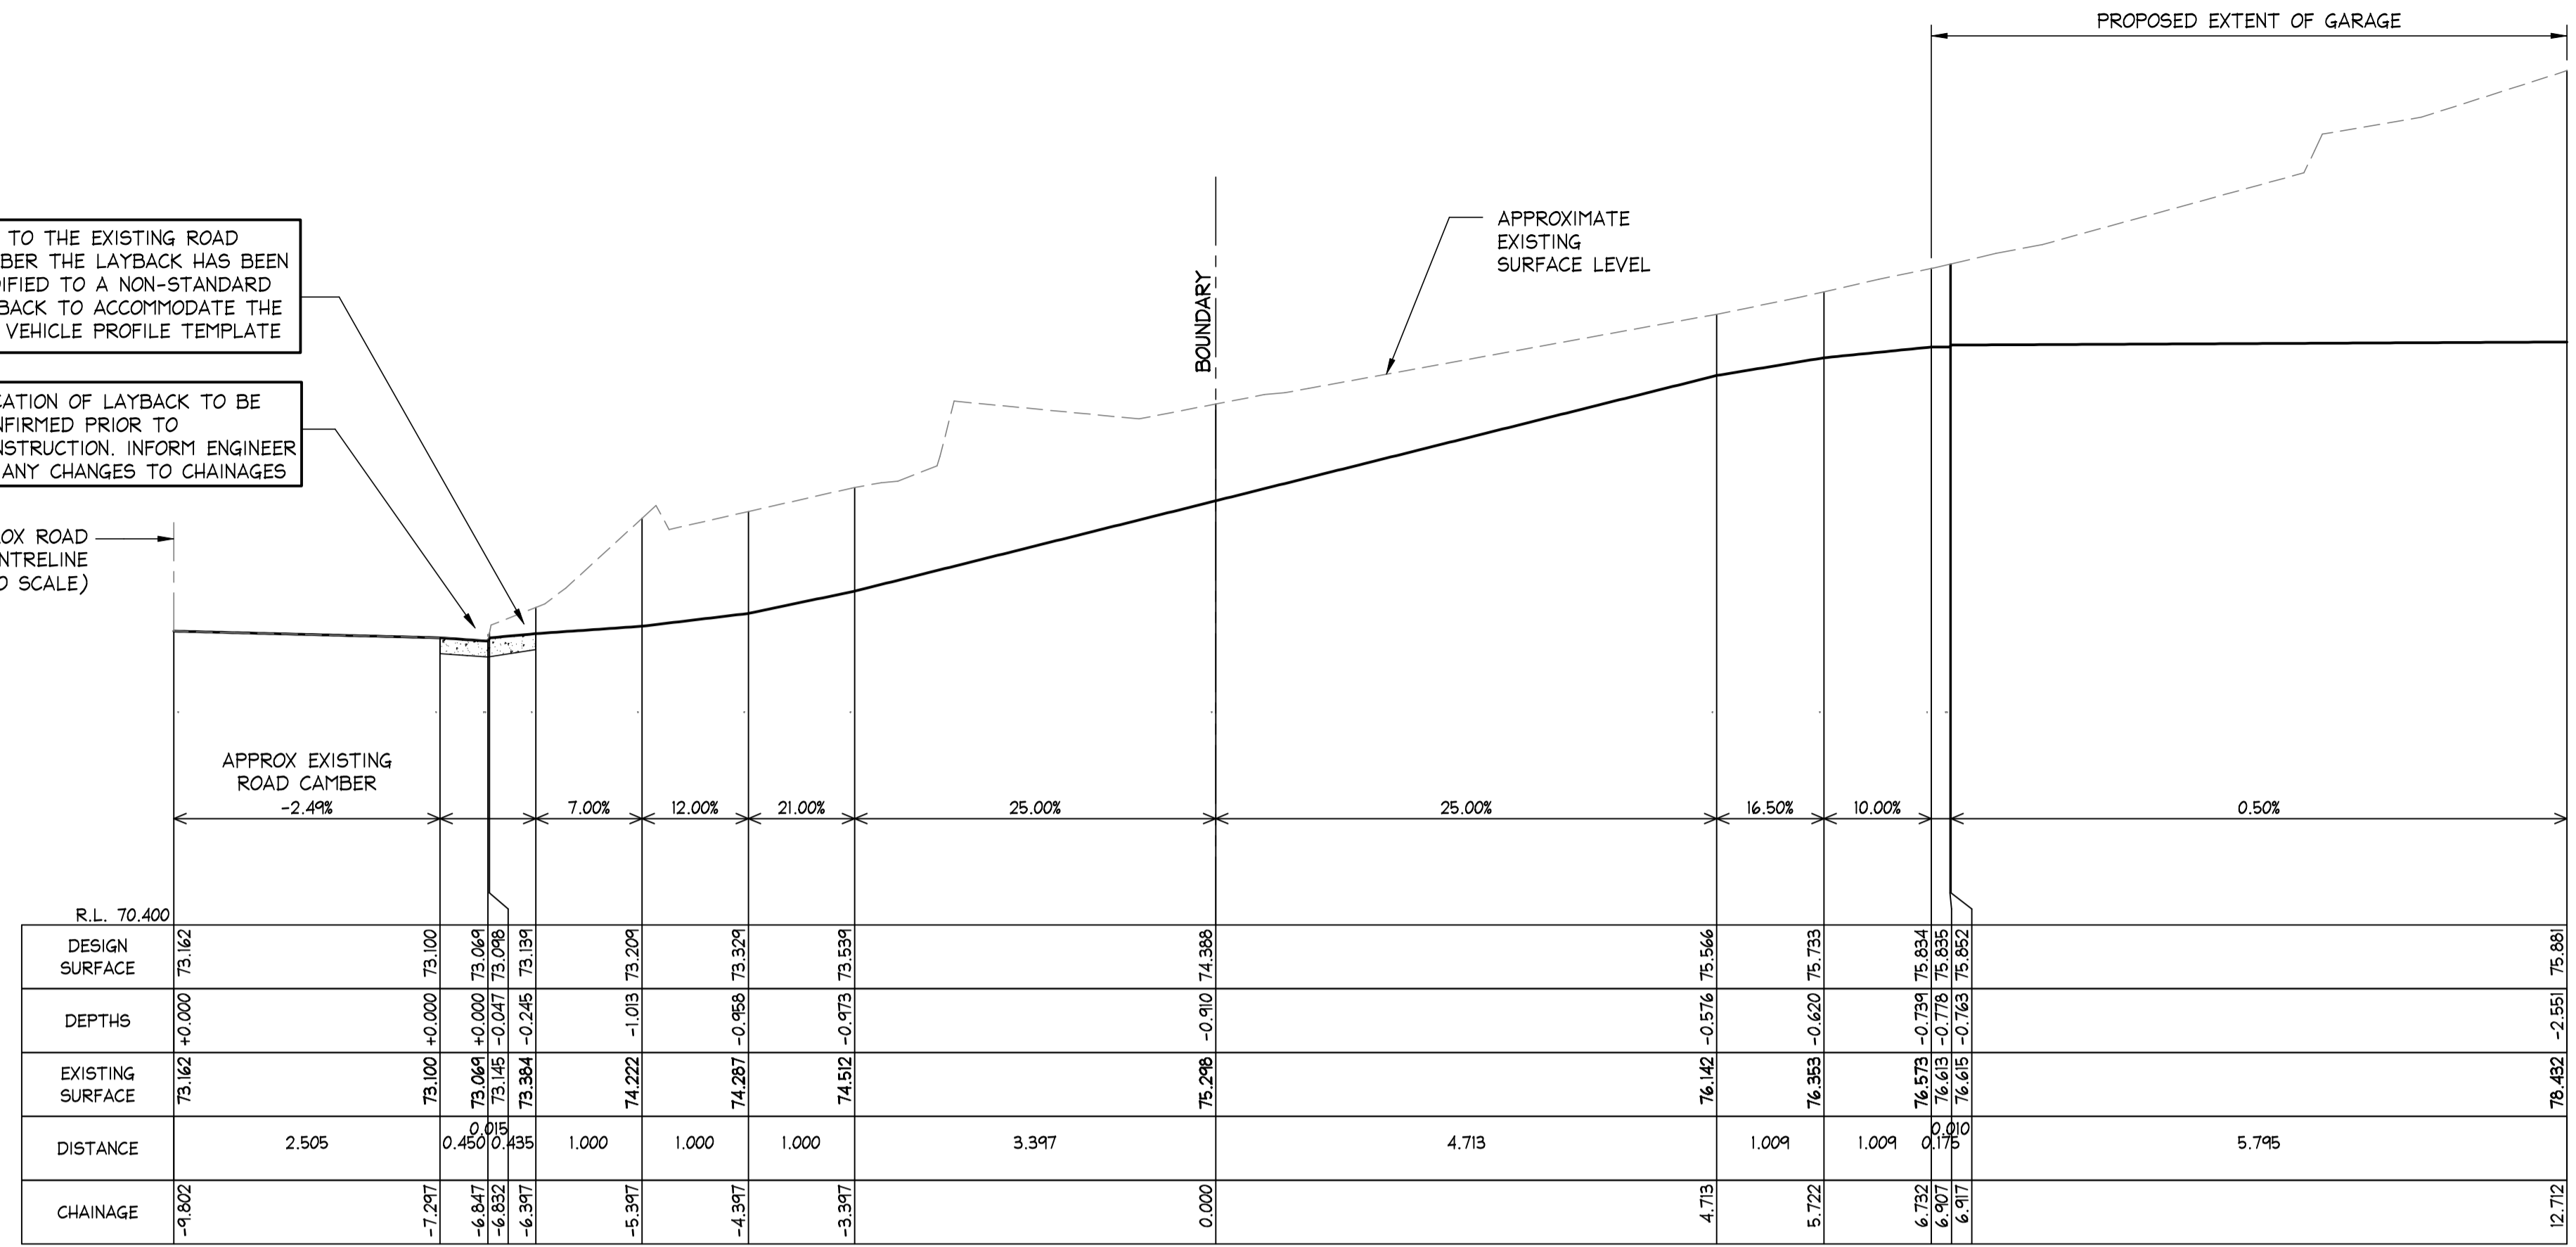 PROPOSED EXTENT OF GARAGE
TO THE EXISTING ROAD
BER THE LAYBACK HAS BEEN
IFIED TO A NON-STANDARD
BACK TO ACCOMMODATE THE
VEHICLE PROFILE TEMPLATE
APPROXIMATE
EXISTING
SURFACE LEVEL
BOUNDARY
ATION OF LAYBACK TO BE
NFIRMED PRIOR TO
NSTRUCTION. INFORM ENGINEER
ANY CHANGES TO CHAINAGES
OX ROAD
NTRELINE
O SCALE)
APPROX EXISTING
ROAD CAMBER
-2.49% 7.00% 12.00% 21.00% 25.00% 25.00% 16.50% 10.00% 0.50%
R.L. 70.400
DESIGN
SURFACE
73.162 73.100 73.069 73.098 73.139 73.209 73.329 73.539 74.388 75.566 75.733 75.834 75.835 75.852 75.881
DEPTHS
+0.000 +0.000 +0.000 -0.047 -0.245 -1.013 -0.958 -0.973 -0.910 -0.576 -0.620 -0.739 -0.778 -0.763 -2.551
EXISTING
SURFACE
73.162 73.100 73.069 73.145 73.384 74.222 74.287 74.512 75.298 76.142 76.353 76.573 76.613 76.615 78.432
DISTANCE
2.505 0.450 0.015 0.435 1.000 1.000 1.000 3.397 4.713 1.009 1.009 0.175 0.010 5.795
CHAINAGE
-9.802 -7.297 -6.847 -6.832 -6.397 -5.397 -4.397 -3.397 0.000 4.713 5.722 6.732 6.907 6.917 12.712